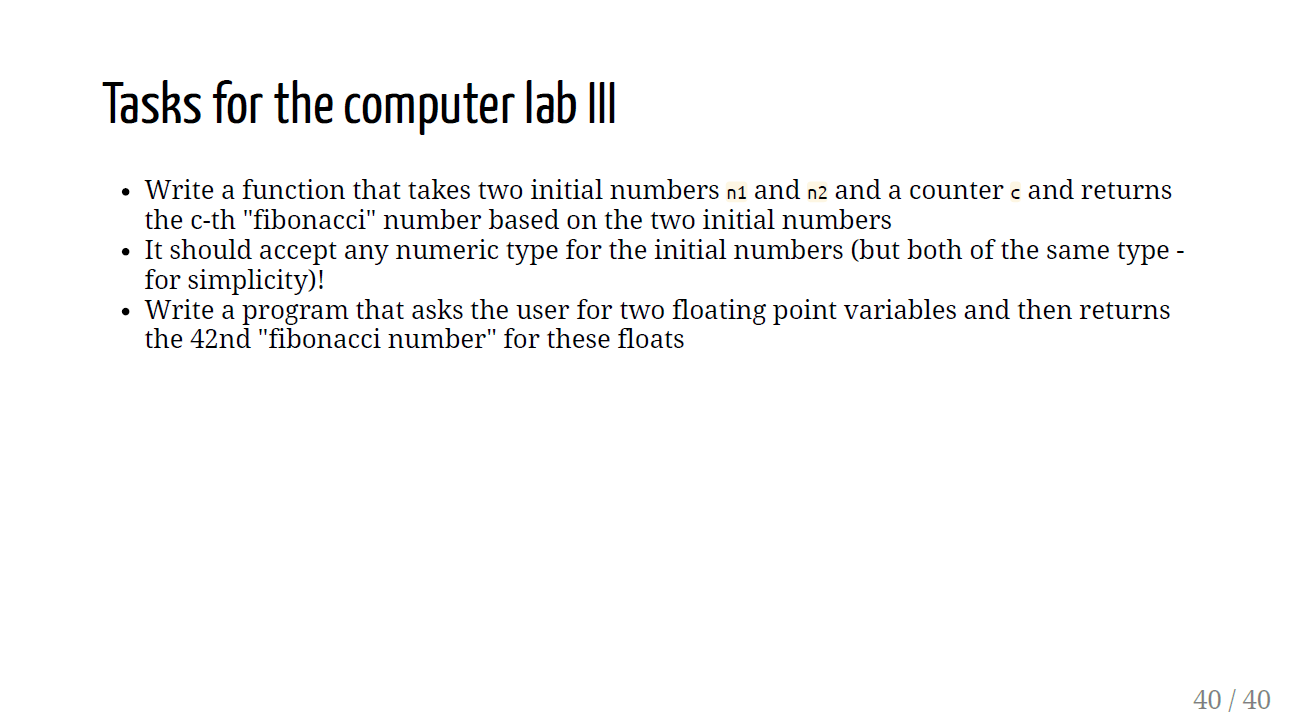 Tasks for the computer lab III
• Write a function that takes two initial numbers n1 and n2 and a counter c and returns
the c-th "fibonacci" number based on the two initial numbers
• It should accept any numeric type for the initial numbers (but both of the same type -
for simplicity)!
• Write a program that asks the user for two floating point variables and then returns
the 42nd "fibonacci number" for these floats
40 / 40